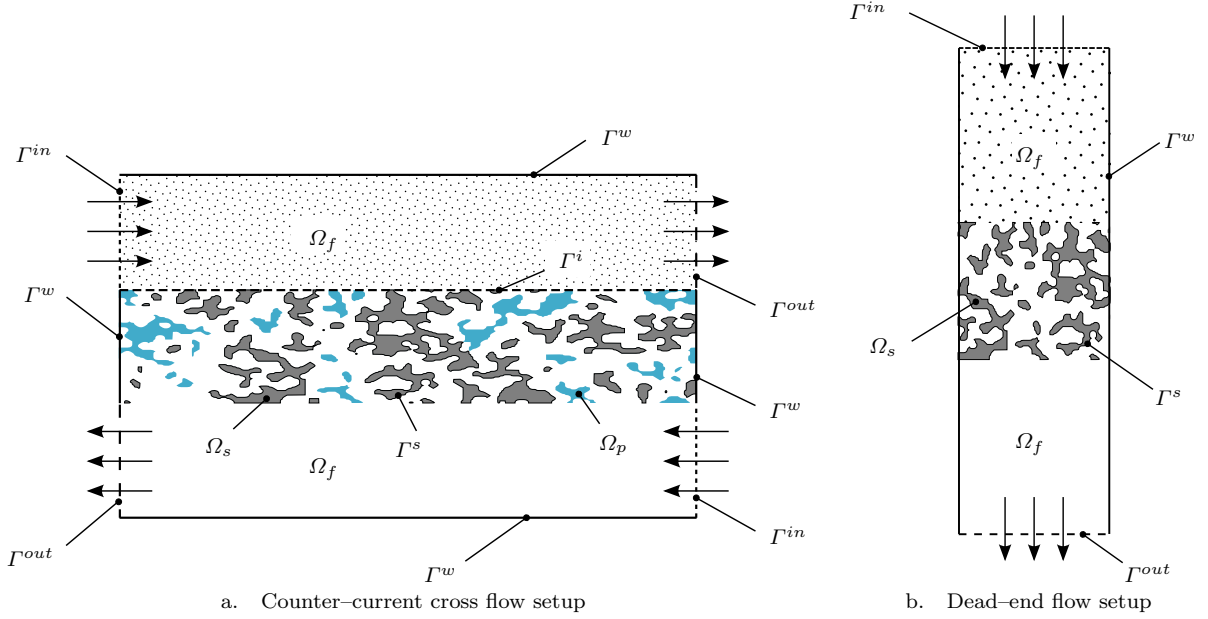 Γ^in
Γ^w
Γ^in
Γ^w
Ω_f
Ω_f
Γ^i
Γ^w
Γ^out
Ω_s
Γ^w
Γ^s
Ω_s
Γ^s
Ω_p
Ω_f
Ω_f
Γ^out
Γ^in
Γ^w
Γ^out
a. Counter–current cross flow setup
b. Dead–end flow setup